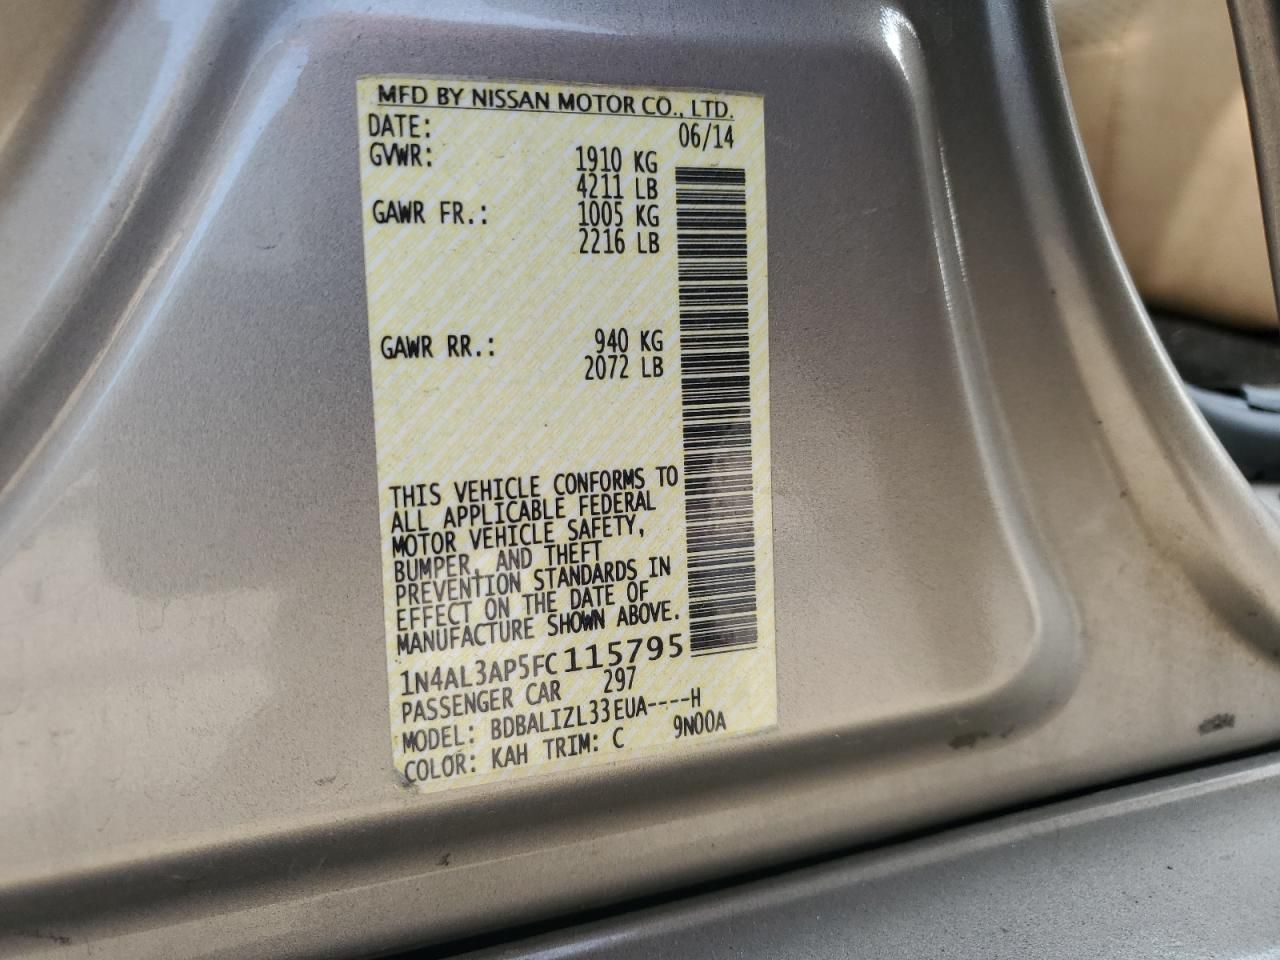 MFD BY NISSAN MOTOR CO., LTD.
DATE: 06/14
GVWR: 1910 KG
4211 LB
GAWR FR.: 1005 KG
2216 LB
GAWR RR.: 940 KG
2072 LB
THIS VEHICLE CONFORMS TO
ALL APPLICABLE FEDERAL
MOTOR VEHICLE SAFETY,
BUMPER, AND THEFT
PREVENTION STANDARDS IN
EFFECT ON THE DATE OF
MANUFACTURE SHOWN ABOVE.
1N4AL3AP5FC115795
PASSENGER CAR 297
MODEL: BDBALIZL33EUA----H
COLOR: KAH TRIM: C 9N00A